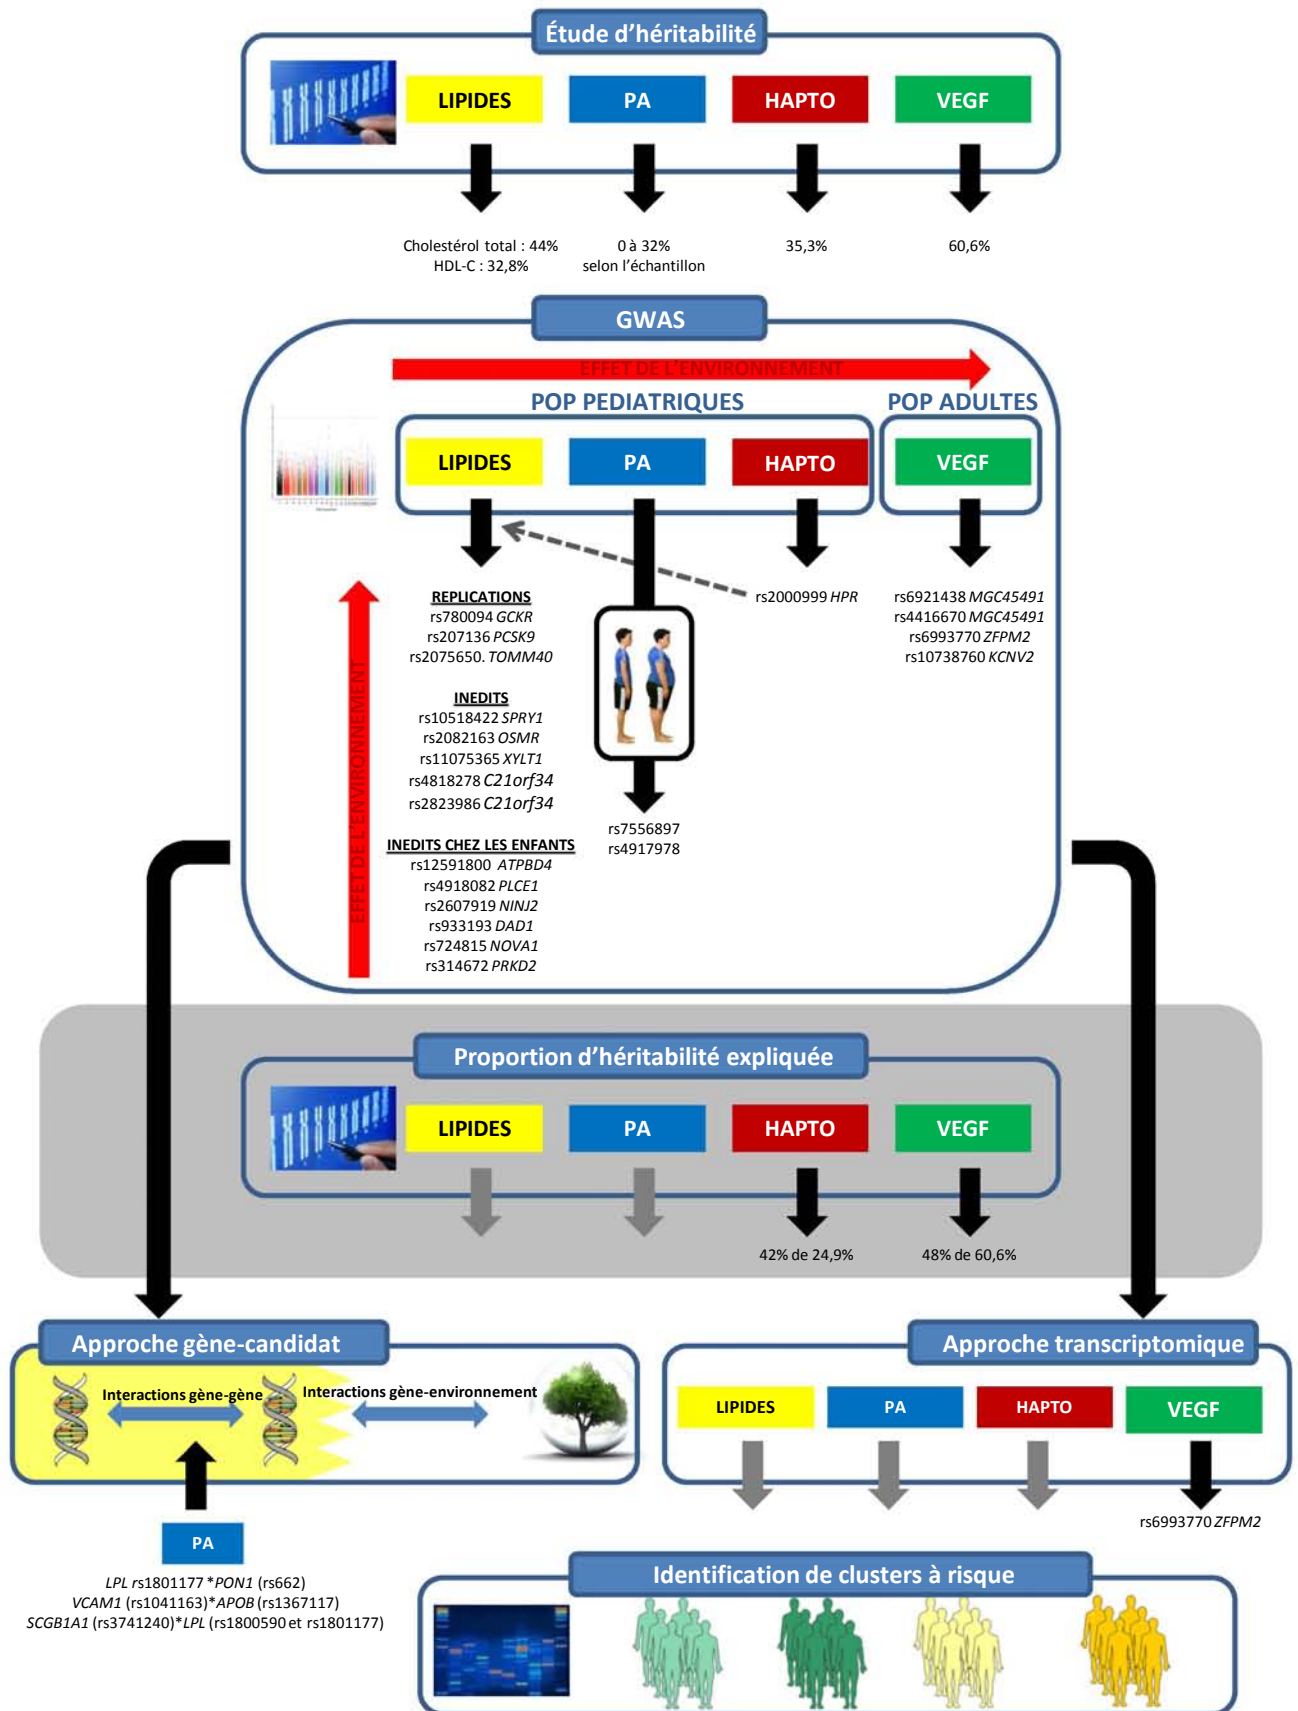 Étude d'héritabilité
LIPIDES
PA
HAPTO
VEGF
Cholestérol total : 44%
HDL-C : 32,8%
0 à 32%
selon l'échantillon
35,3%
60,6%
GWAS
EFFET DE L'ENVIRONNEMENT
POP PEDIATRIQUES
POP ADULTES
LIPIDES
PA
HAPTO
VEGF
EFFET DE L'ENVIRONNEMENT
REPLICATIONS
rs780094 GCKR
rs207136 PCSK9
rs2075650. TOMM40
INEDITS
rs10518422 SPRY1
rs2082163 OSMR
rs11075365 XYLT1
rs4818278 C21orf34
rs2823986 C21orf34
INEDITS CHEZ LES ENFANTS
rs12591800 ATPBD4
rs4918082 PLCE1
rs2607919 NINJ2
rs933193 DAD1
rs724815 NOVA1
rs314672 PRKD2
rs7556897
rs4917978
rs2000999 HPR
rs6921438 MGC45491
rs4416670 MGC45491
rs6993770 ZFPM2
rs10738760 KCNV2
Proportion d'héritabilité expliquée
LIPIDES
PA
HAPTO
VEGF
42% de 24,9%
48% de 60,6%
Approche gène-candidat
Interactions gène-gène
Interactions gène-environnement
PA
LPL rs1801177 *PON1 (rs662)
VCAM1 (rs1041163)*APOB (rs1367117)
SCGB1A1 (rs3741240)*LPL (rs1800590 et rs1801177)
Approche transcriptomique
LIPIDES
PA
HAPTO
VEGF
rs6993770 ZFPM2
Identification de clusters à risque